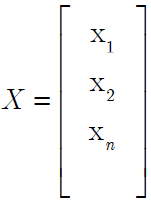 X = [
x₁
x₂
xₙ
]